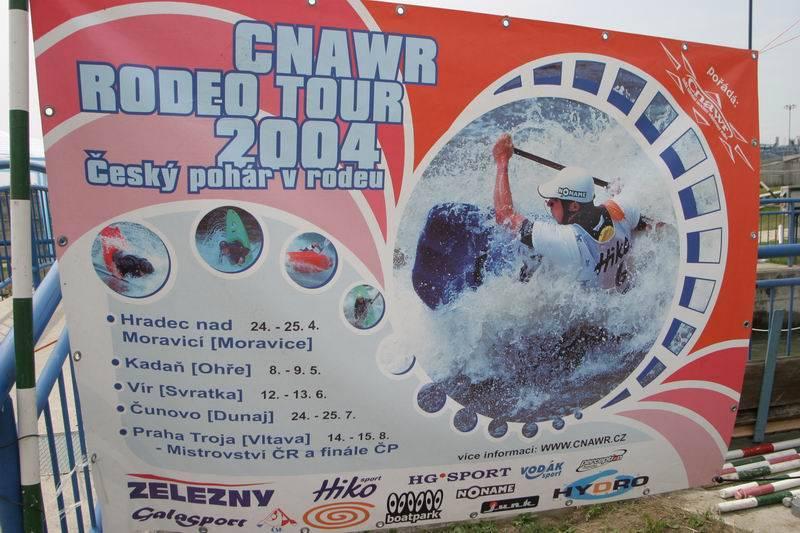 CNAWR
RODEO TOUR
2004
Český pohár v rodeu
pořádá:
cnawr
NONAME
Hiko
6
• Hradec nad 24. - 25. 4.
Moravicí [Moravice]
• Kadaň [Ohře] 8. - 9. 5.
• Vír [Svratka] 12. - 13. 6.
• Čunovo [Dunaj] 24. - 25. 7.
• Praha Troja [Vltava] 14. - 15. 8.
- Mistrovství ČR a finále ČP
více informací: WWW.CNAWR.CZ
ZELEZNY
Hiko sport
HG·SPORT
VODÁK sport
Galasport
boatpark
NONAME
junk
HYDRO